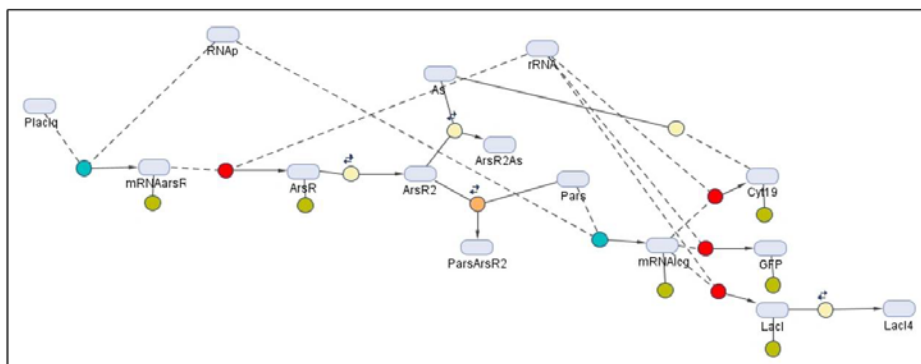 RNAp
rRNA
As
PlacIq
ArsR2As
mRNAarsR
ArsR
ArsR2
Pars
Cyt19
ParsArsR2
mRNAlcg
GFP
LacI
LacI4